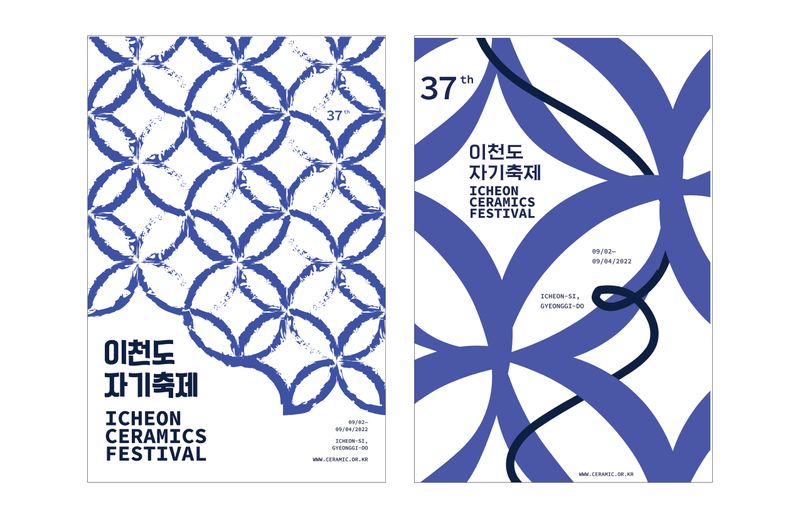 37th
이천도
자기축제
ICHEON
CERAMICS
FESTIVAL
09/02–
09/04/2022
ICHEON-SI,
GYEONGGI-DO
WWW.CERAMIC.OR.KR
37th
이천도
자기축제
ICHEON
CERAMICS
FESTIVAL
09/02–
09/04/2022
ICHEON-SI,
GYEONGGI-DO
WWW.CERAMIC.OR.KR